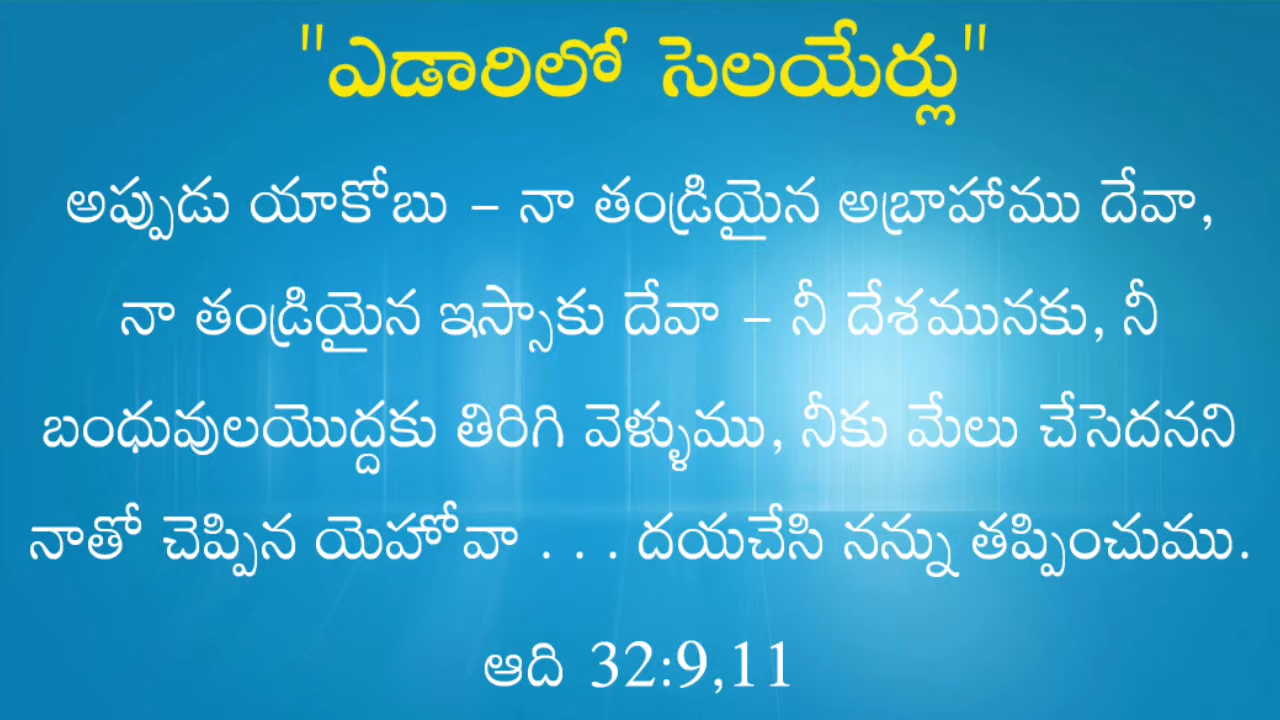 "ఎడారిలో సెలయేర్లు"
అప్పుడు యాకోబు – నా తండ్రియైన అబ్రాహాము దేవా,
నా తండ్రియైన ఇస్సాకు దేవా – నీ దేశమునకు, నీ
బంధువులయొద్దకు తిరిగి వెళ్ళుము, నీకు మేలు చేసెదనని
నాతో చెప్పిన యెహోవా . . . దయచేసి నన్ను తప్పించుము.
ఆది 32:9,11